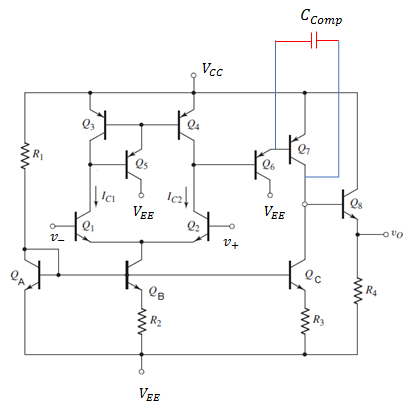 C_Comp
V_CC
Q_3
Q_4
R_1
Q_5
Q_6
Q_7
I_C1
I_C2
V_EE
V_EE
Q_8
v_−
Q_1
Q_2
v_+
v_O
Q_A
Q_B
Q_C
R_2
R_3
R_4
V_EE